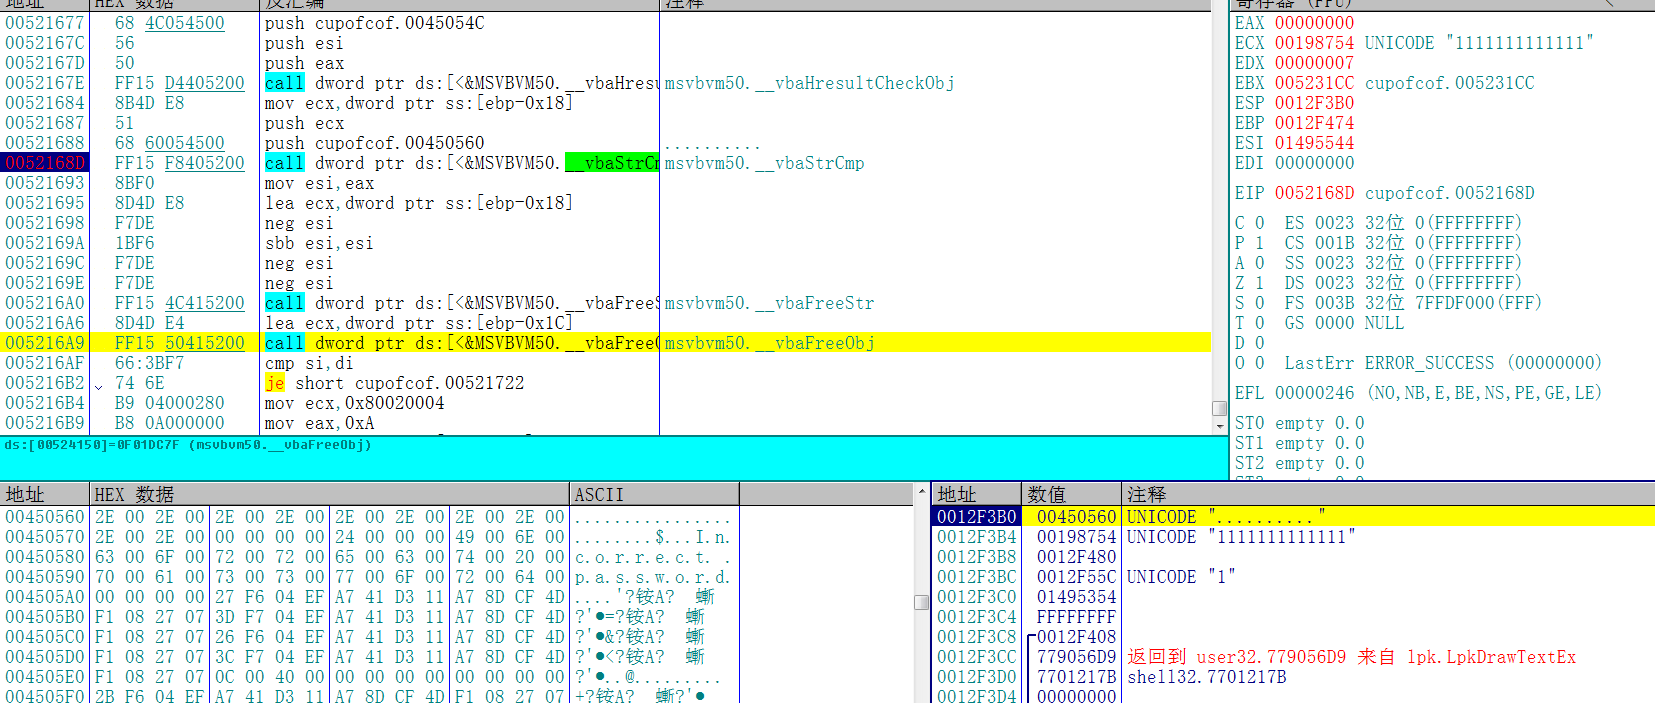 地址 HEX 数据 反汇编 注释
00521677 68 4C054500 push cupofcof.0045054C
0052167C 56 push esi
0052167D 50 push eax
0052167E FF15 D4405200 call dword ptr ds:[<&MSVBVM50.__vbaHresu msvbvm50.__vbaHresultCheckObj
00521684 8B4D E8 mov ecx,dword ptr ss:[ebp-0x18]
00521687 51 push ecx
00521688 68 60054500 push cupofcof.00450560 ..........
0052168D FF15 F8405200 call dword ptr ds:[<&MSVBVM50.__vbaStrCm msvbvm50.__vbaStrCmp
00521693 8BF0 mov esi,eax
00521695 8D4D E8 lea ecx,dword ptr ss:[ebp-0x18]
00521698 F7DE neg esi
0052169A 1BF6 sbb esi,esi
0052169C F7DE neg esi
0052169E F7DE neg esi
005216A0 FF15 4C415200 call dword ptr ds:[<&MSVBVM50.__vbaFreeS msvbvm50.__vbaFreeStr
005216A6 8D4D E4 lea ecx,dword ptr ss:[ebp-0x1C]
005216A9 FF15 50415200 call dword ptr ds:[<&MSVBVM50.__vbaFreeO msvbvm50.__vbaFreeObj
005216AF 66:3BF7 cmp si,di
005216B2 74 6E je short cupofcof.00521722
005216B4 B9 04000280 mov ecx,0x80020004
005216B9 B8 0A000000 mov eax,0xA
ds:[00524150]=0F01DC7F (msvbvm50.__vbaFreeObj)
寄存器 (FPU)
EAX 00000000
ECX 00198754 UNICODE "1111111111111"
EDX 00000007
EBX 005231CC cupofcof.005231CC
ESP 0012F3B0
EBP 0012F474
ESI 01495544
EDI 00000000
EIP 0052168D cupofcof.0052168D
C 0 ES 0023 32位 0(FFFFFFFF)
P 1 CS 001B 32位 0(FFFFFFFF)
A 0 SS 0023 32位 0(FFFFFFFF)
Z 1 DS 0023 32位 0(FFFFFFFF)
S 0 FS 003B 32位 7FFDF000(FFF)
T 0 GS 0000 NULL
D 0
O 0 LastErr ERROR_SUCCESS (00000000)
EFL 00000246 (NO,NB,E,BE,NS,PE,GE,LE)
ST0 empty 0.0
ST1 empty 0.0
ST2 empty 0.0
地址 HEX 数据 ASCII
00450560 2E 00 2E 00 2E 00 2E 00 2E 00 2E 00 2E 00 2E 00 ................
00450570 2E 00 2E 00 00 00 00 00 24 00 00 00 49 00 6E 00 ........$...I.n.
00450580 63 00 6F 00 72 00 72 00 65 00 63 00 74 00 20 00 c.o.r.r.e.c.t. .
00450590 70 00 61 00 73 00 73 00 77 00 6F 00 72 00 64 00 p.a.s.s.w.o.r.d.
004505A0 00 00 00 00 27 F6 04 EF A7 41 D3 11 A7 8D CF 4D ....'?铵A?
004505B0 F1 08 27 07 3D F7 04 EF A7 41 D3 11 A7 8D CF 4D ?'●=?铵A?
004505C0 F1 08 27 07 26 F6 04 EF A7 41 D3 11 A7 8D CF 4D ?'●&?铵A?
004505D0 F1 08 27 07 3C F7 04 EF A7 41 D3 11 A7 8D CF 4D ?'●<?铵A?
004505E0 F1 08 27 07 0C 00 40 00 00 00 00 00 00 00 00 00 ?'●..@.........
004505F0 2B F6 04 EF A7 41 D3 11 A7 8D CF 4D F1 08 27 07 +?铵A? ?'●
地址 数值 注释
0012F3B0 00450560 UNICODE ".........."
0012F3B4 00198754 UNICODE "1111111111111"
0012F3B8 0012F480
0012F3BC 0012F55C UNICODE "1"
0012F3C0 01495354
0012F3C4 FFFFFFFF
0012F3C8 0012F408
0012F3CC 779056D9 返回到 user32.779056D9 来自 lpk.LpkDrawTextEx
0012F3D0 7701217B shell32.7701217B
0012F3D4 00000000